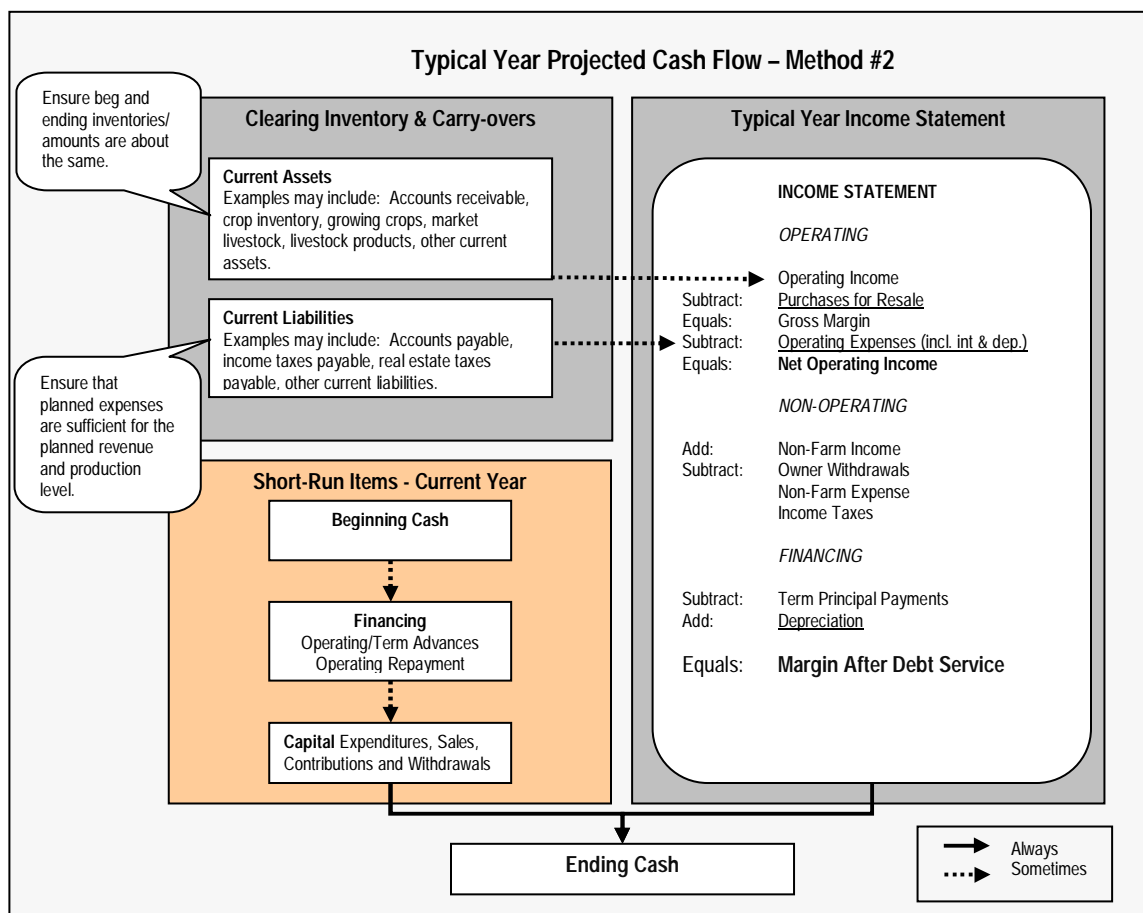 Typical Year Projected Cash Flow – Method #2
Ensure beg and
ending inventories/
amounts are about
the same.
Clearing Inventory & Carry-overs
Current Assets
Examples may include: Accounts receivable,
crop inventory, growing crops, market
livestock, livestock products, other current
assets.
Current Liabilities
Examples may include: Accounts payable,
income taxes payable, real estate taxes
payable, other current liabilities.
Ensure that
planned expenses
are sufficient for the
planned revenue
and production
level.
Short-Run Items - Current Year
Beginning Cash
Financing
Operating/Term Advances
Operating Repayment
Capital Expenditures, Sales,
Contributions and Withdrawals
Typical Year Income Statement
INCOME STATEMENT
OPERATING
Operating Income
Subtract: Purchases for Resale
Equals: Gross Margin
Subtract: Operating Expenses (incl. int & dep.)
Equals: Net Operating Income
NON-OPERATING
Add: Non-Farm Income
Subtract: Owner Withdrawals
Non-Farm Expense
Income Taxes
FINANCING
Subtract: Term Principal Payments
Add: Depreciation
Equals: Margin After Debt Service
Ending Cash
Always
Sometimes